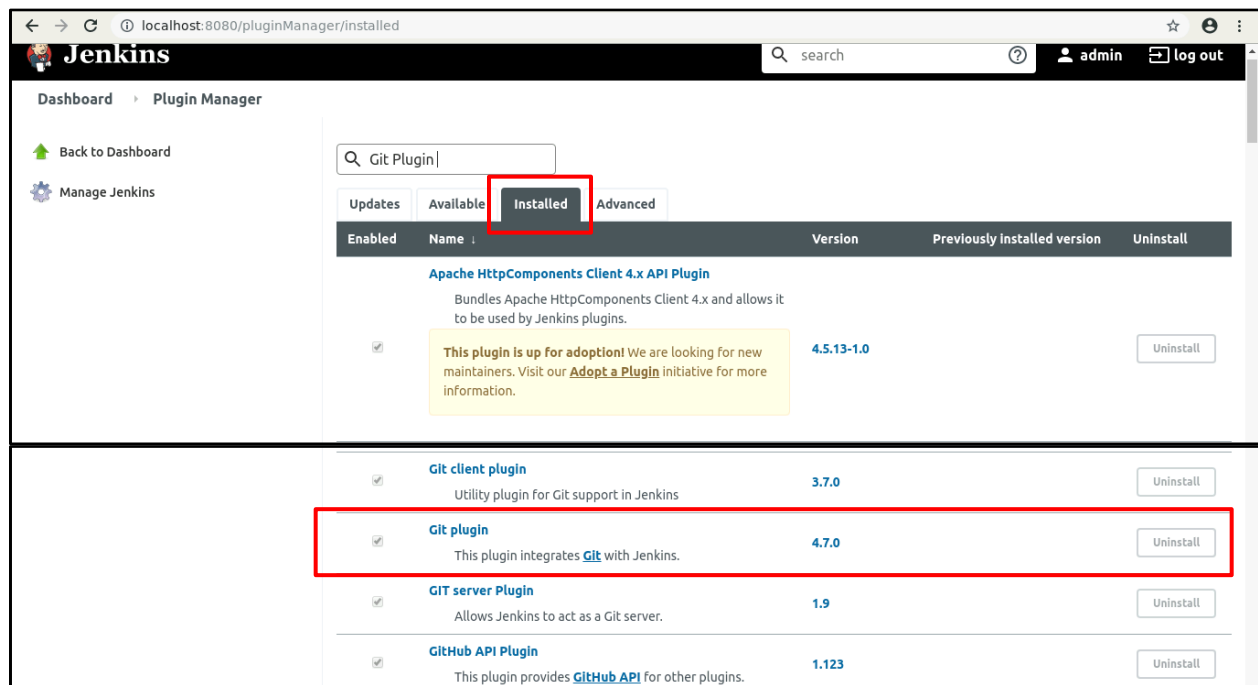 localhost:8080/pluginManager/installed
Jenkins
search
admin
log out
Dashboard
Plugin Manager
Back to Dashboard
Manage Jenkins
Git Plugin
Updates
Available
Installed
Advanced
Enabled Name ↓ Version Previously installed version Uninstall
Apache HttpComponents Client 4.x API Plugin
Bundles Apache HttpComponents Client 4.x and allows it
to be used by Jenkins plugins.
This plugin is up for adoption! We are looking for new
maintainers. Visit our Adopt a Plugin initiative for more
information.
4.5.13-1.0
Uninstall
Git client plugin
Utility plugin for Git support in Jenkins
3.7.0
Uninstall
Git plugin
This plugin integrates Git with Jenkins.
4.7.0
Uninstall
GIT server Plugin
Allows Jenkins to act as a Git server.
1.9
Uninstall
GitHub API Plugin
This plugin provides GitHub API for other plugins.
1.123
Uninstall